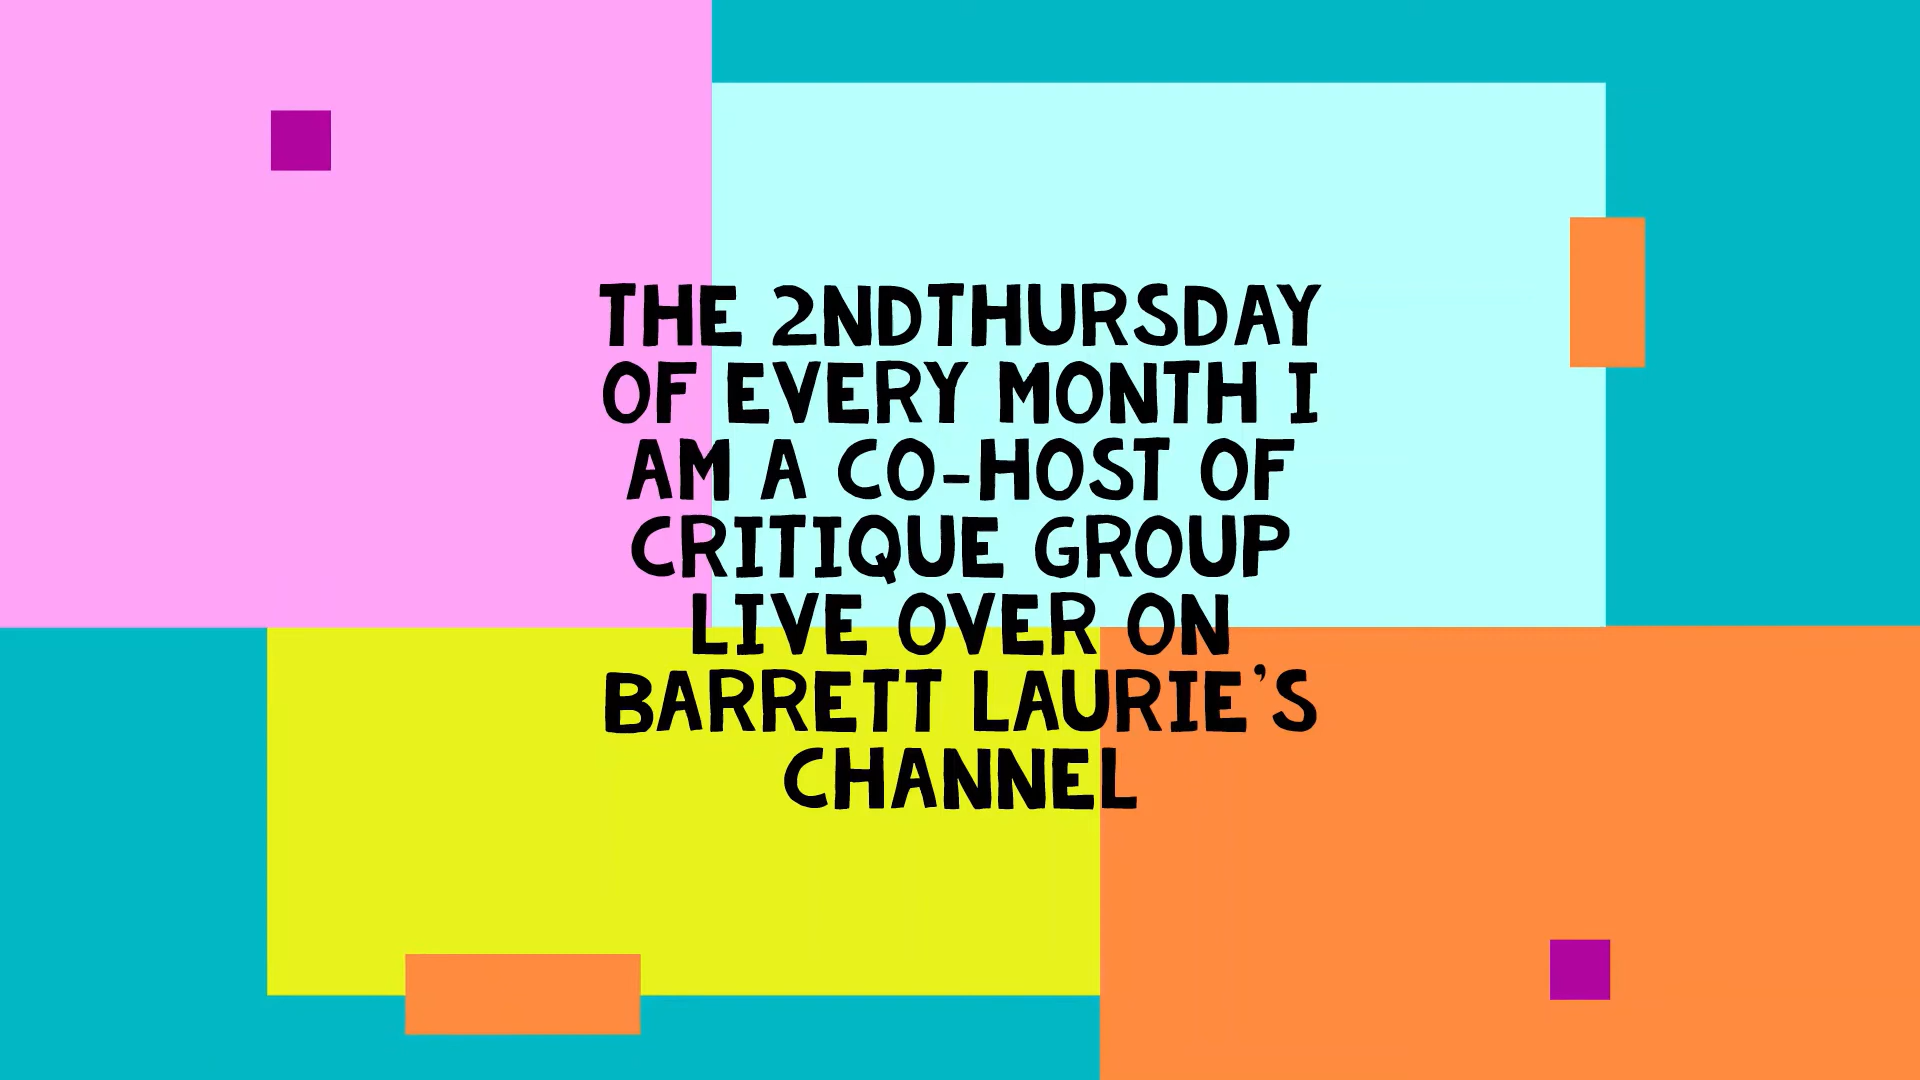 THE 2NDTHURSDAY
OF EVERY MONTH I
AM A CO-HOST OF
CRITIQUE GROUP
LIVE OVER ON
BARRETT LAURIE'S
CHANNEL